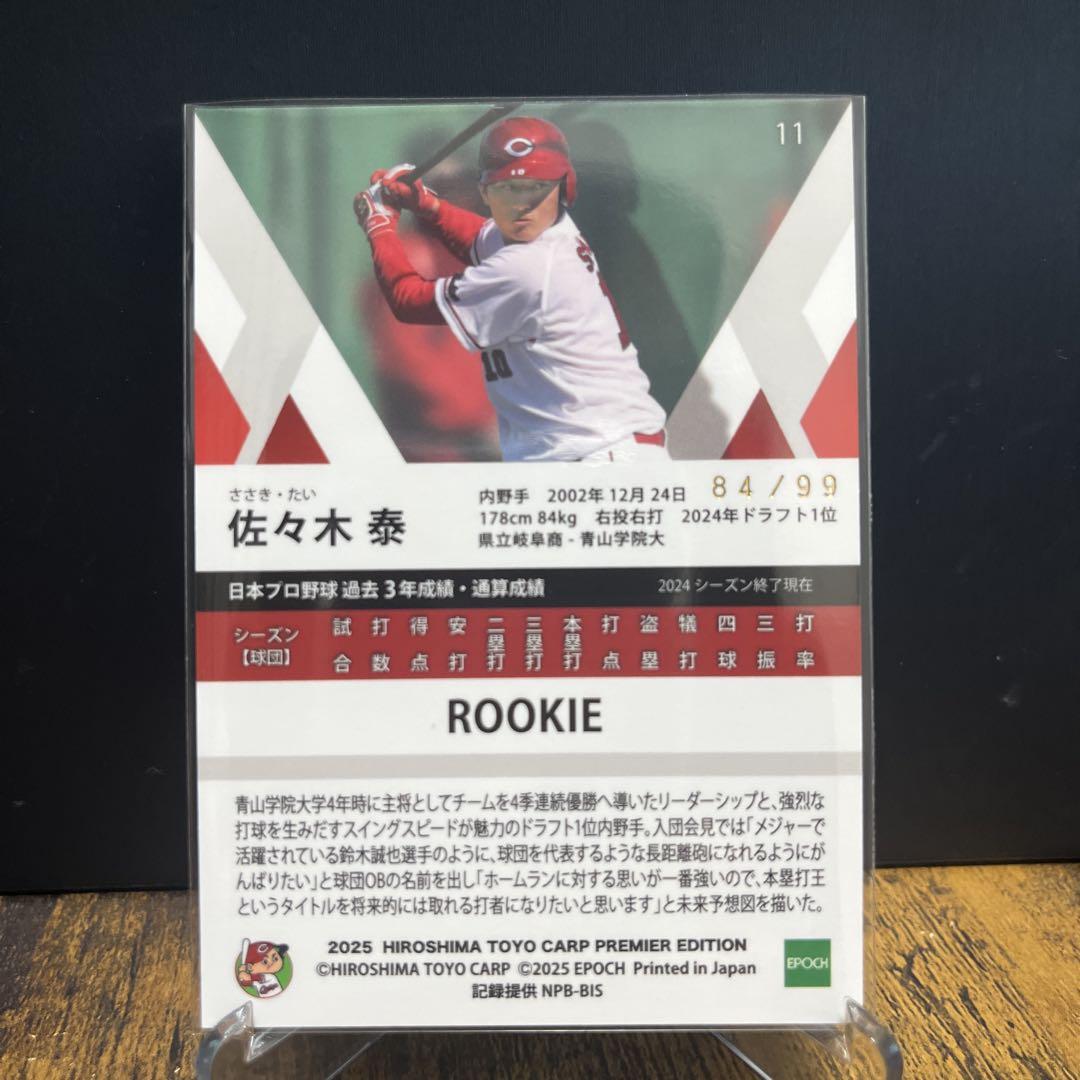 11
10
10
ささき・たい
佐々木 泰
内野手 2002年 12月 24日
84/99
178cm 84kg 右投右打 2024年ドラフト1位
県立岐阜商 - 青山学院大
日本プロ野球 過去 3年成績・通算成績
2024 シーズン終了現在
シーズン
【球団】
試合 打数 得点 安打 二塁打 三塁打 本塁打 打点 盗塁 犠打 四球 三振 打率
ROOKIE
青山学院大学4年時に主将としてチームを4季連続優勝へ導いたリーダーシップと、強烈な
打球を生みだすスイングスピードが魅力のドラフト1位内野手。入団会見では「メジャーで
活躍されている鈴木誠也選手のように、球団を代表するような長距離砲になれるようにが
んばりたい」と球団OBの名前を出し「ホームランに対する思いが一番強いので、本塁打王
というタイトルを将来的には取れる打者になりたいと思います」と未来予想図を描いた。
2025 HIROSHIMA TOYO CARP PREMIER EDITION
©HIROSHIMA TOYO CARP ©2025 EPOCH Printed in Japan
記録提供 NPB-BIS
EPOCH